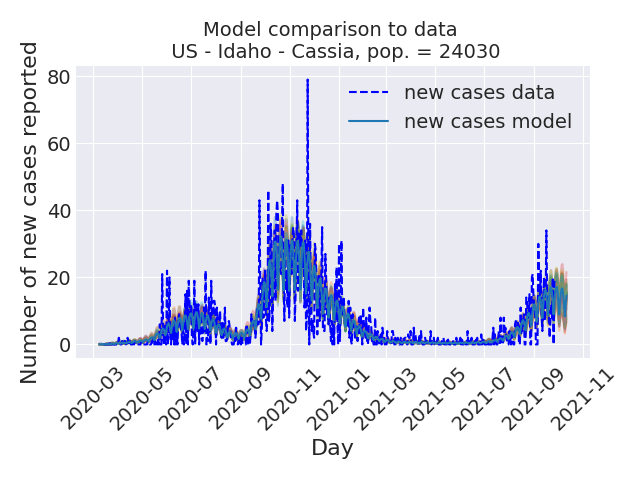 Model comparison to data
US - Idaho - Cassia, pop. = 24030
Number of new cases reported
80
60
40
20
0
new cases data
new cases model
2020-03
2020-05
2020-07
2020-09
2020-11
2021-01
2021-03
2021-05
2021-07
2021-09
2021-11
Day